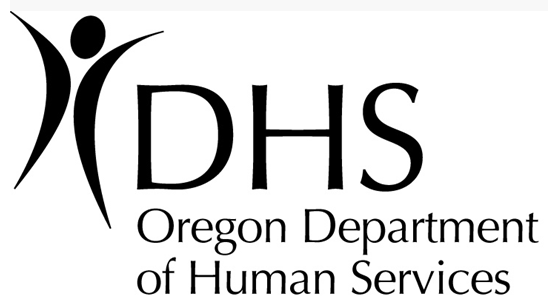 DHS
Oregon Department
of Human Services